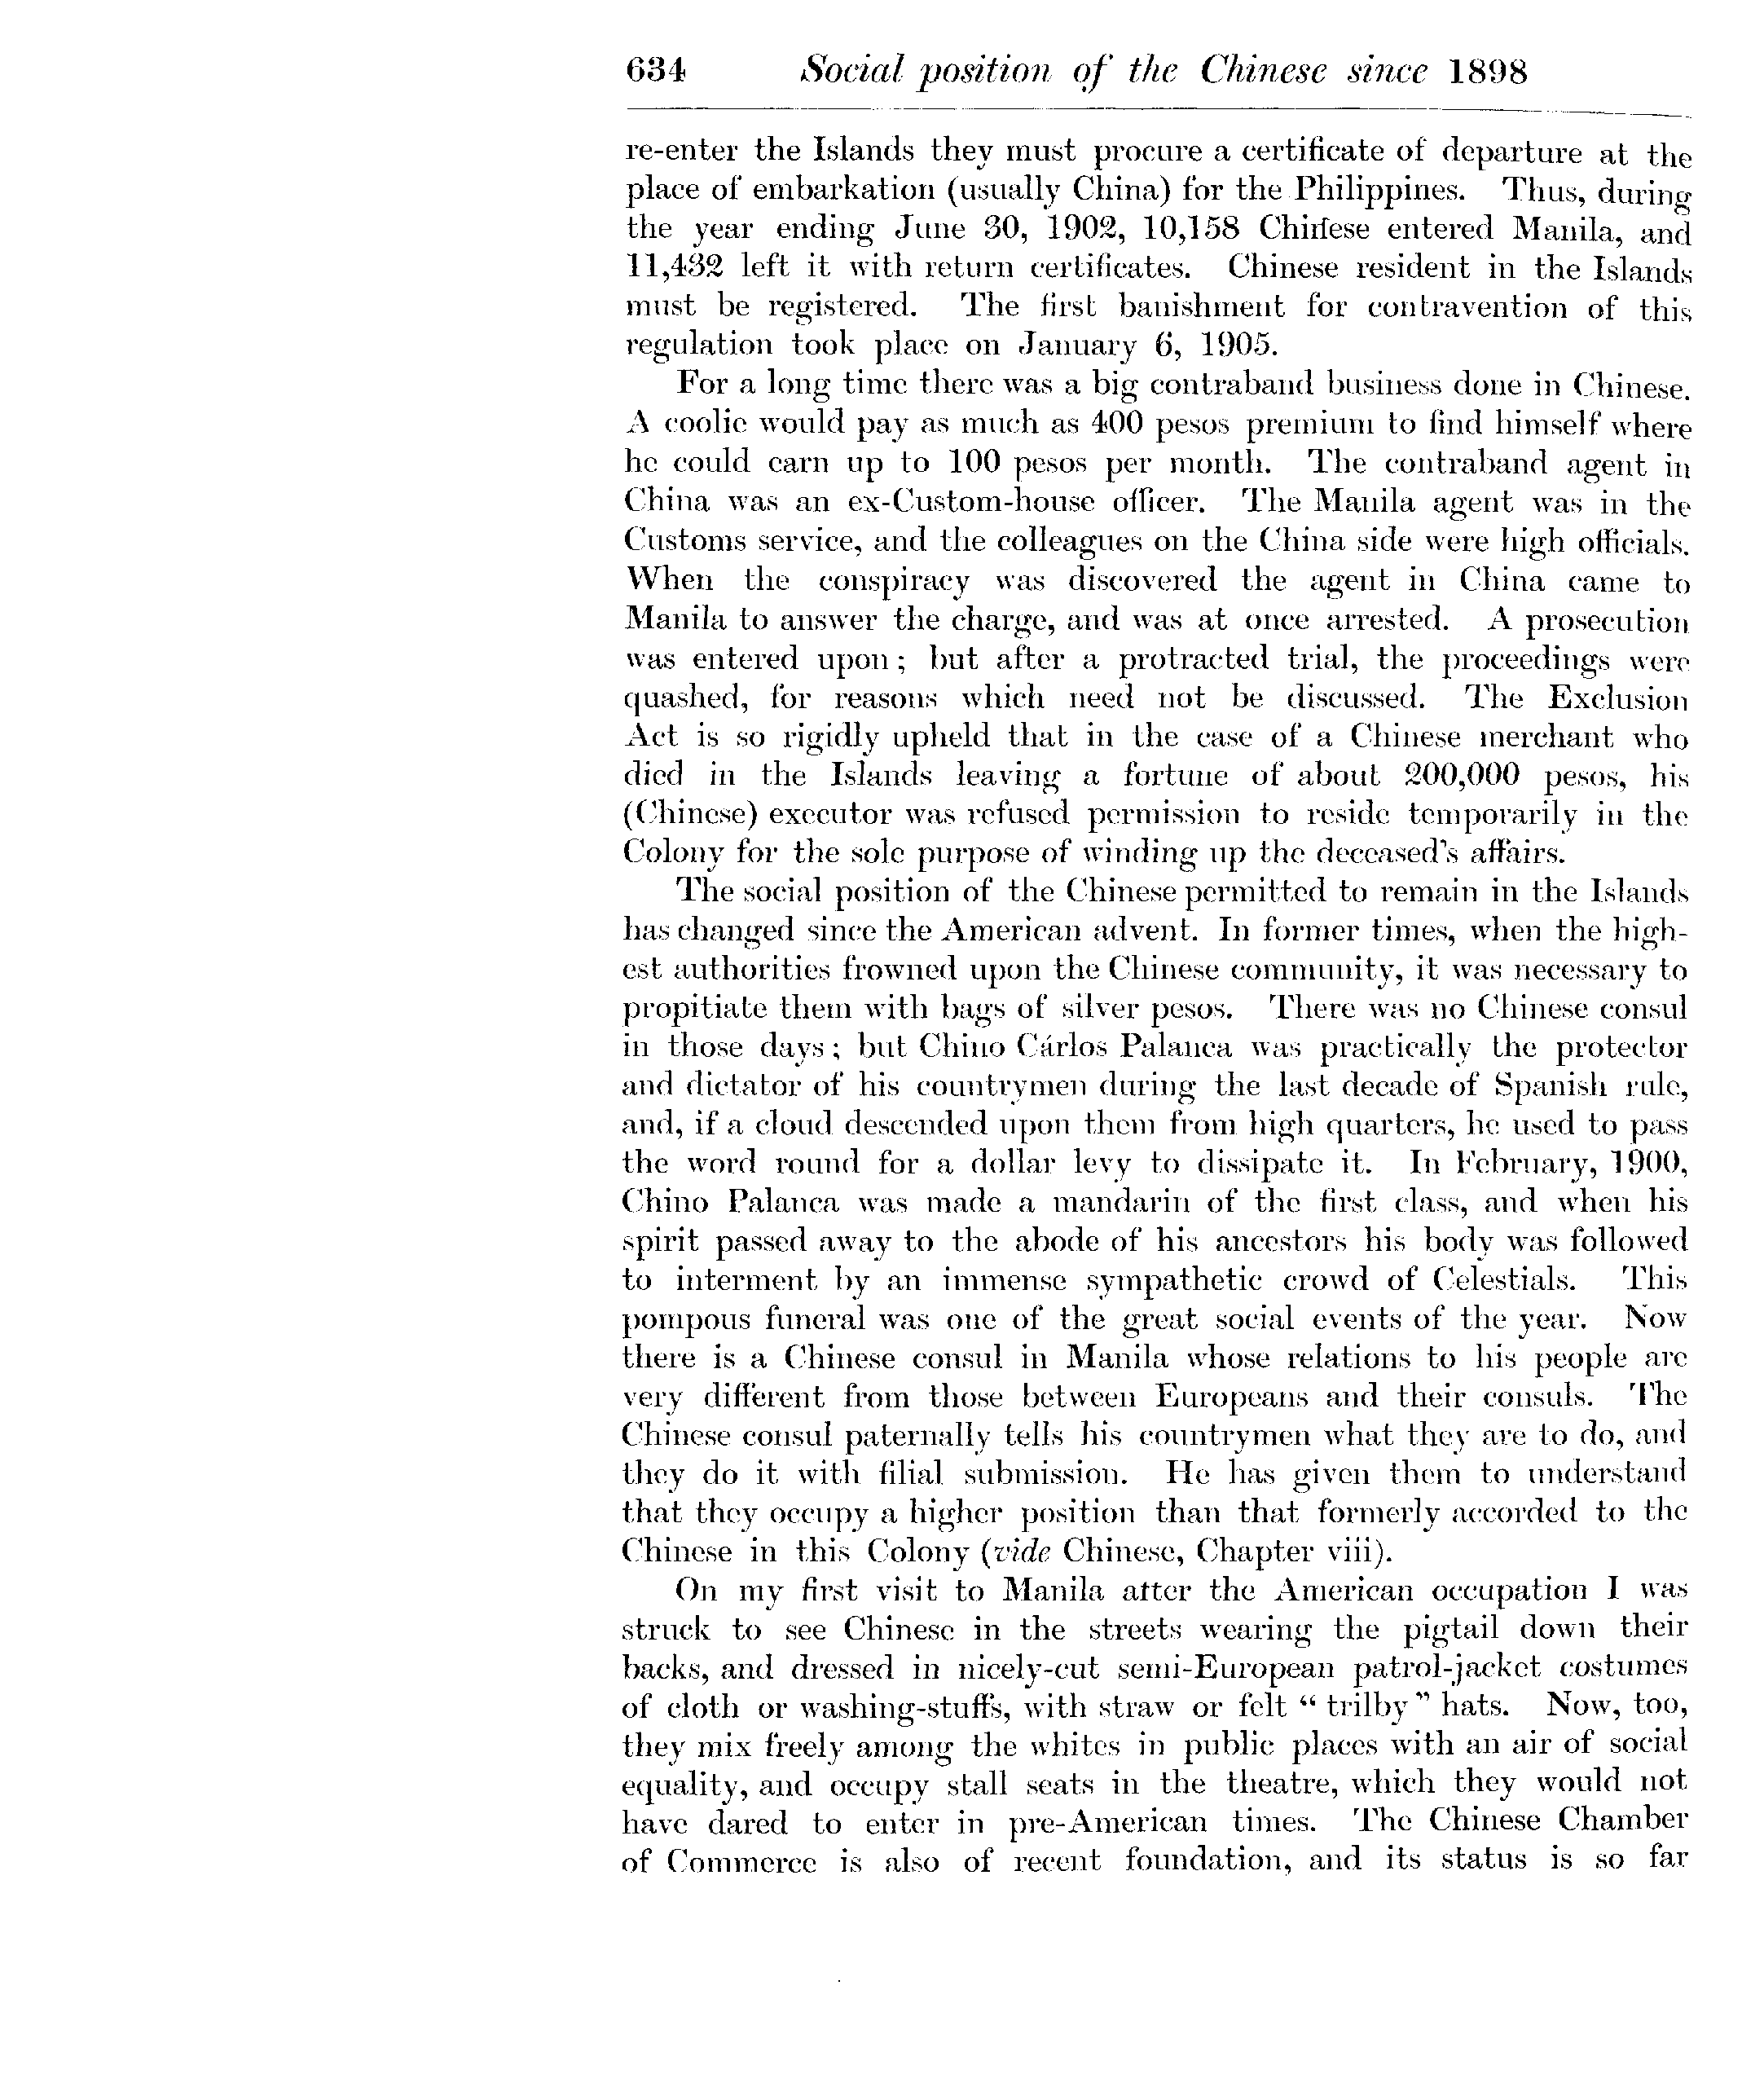 634 Social position of the Chinese since 1898
re-enter the Islands they must procure a certificate of departure at the
place of embarkation (usually China) for the Philippines. Thus, during
the year ending June 30, 1902, 10,158 Chinese entered Manila, and
11,432 left it with return certificates. Chinese resident in the Islands
must be registered. The first banishment for contravention of this
regulation took place on January 6, 1905.
For a long time there was a big contraband business done in Chinese.
A coolie would pay as much as 400 pesos premium to find himself where
he could earn up to 100 pesos per month. The contraband agent in
China was an ex-Custom-house officer. The Manila agent was in the
Customs service, and the colleagues on the China side were high officials.
When the conspiracy was discovered the agent in China came to
Manila to answer the charge, and was at once arrested. A prosecution
was entered upon; but after a protracted trial, the proceedings were
quashed, for reasons which need not be discussed. The Exclusion
Act is so rigidly upheld that in the case of a Chinese merchant who
died in the Islands leaving a fortune of about 200,000 pesos, his
(Chinese) executor was refused permission to reside temporarily in the
Colony for the sole purpose of winding up the deceased's affairs.
The social position of the Chinese permitted to remain in the Islands
has changed since the American advent. In former times, when the high-
est authorities frowned upon the Chinese community, it was necessary to
propitiate them with bags of silver pesos. There was no Chinese consul
in those days; but Chino Cárlos Palanca was practically the protector
and dictator of his countrymen during the last decade of Spanish rule,
and, if a cloud descended upon them from high quarters, he used to pass
the word round for a dollar levy to dissipate it. In February, 1900,
Chino Palanca was made a mandarin of the first class, and when his
spirit passed away to the abode of his ancestors his body was followed
to interment by an immense sympathetic crowd of Celestials. This
pompous funeral was one of the great social events of the year. Now
there is a Chinese consul in Manila whose relations to his people are
very different from those between Europeans and their consuls. The
Chinese consul paternally tells his countrymen what they are to do, and
they do it with filial submission. He has given them to understand
that they occupy a higher position than that formerly accorded to the
Chinese in this Colony (vide Chinese, Chapter viii).
On my first visit to Manila after the American occupation I was
struck to see Chinese in the streets wearing the pigtail down their
backs, and dressed in nicely-cut semi-European patrol-jacket costumes
of cloth or washing-stuffs, with straw or felt "trilby" hats. Now, too,
they mix freely among the whites in public places with an air of social
equality, and occupy stall seats in the theatre, which they would not
have dared to enter in pre-American times. The Chinese Chamber
of Commerce is also of recent foundation, and its status is so far